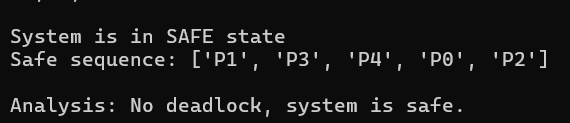 System is in SAFE state
Safe sequence: ['P1', 'P3', 'P4', 'P0', 'P2']
Analysis: No deadlock, system is safe.